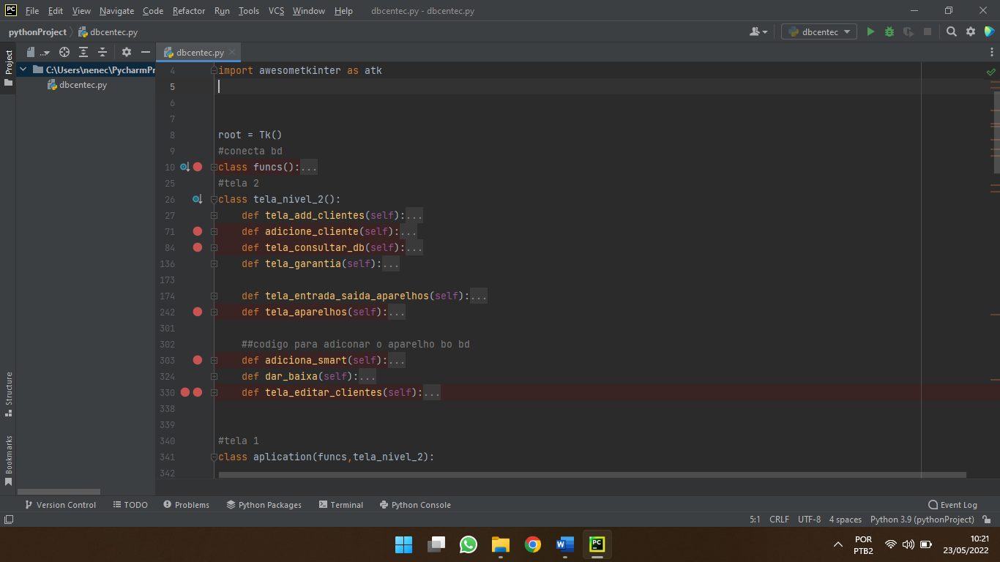 PC File Edit View Navigate Code Refactor Run Tools VCS Window Help dbcentec.py - dbcentec.py
pythonProject dbcentec.py dbcentec
Project ... dbcentec.py
C:\Users\nenec\PycharmPr
dbcentec.py
4 import awesometkinter as atk
5
6
7
8 root = Tk()
9 #conecta bd
10 class funcs():...
25 #tela 2
26 class tela_nivel_2():
27 def tela_add_clientes(self):...
71 def adicione_cliente(self):...
84 def tela_consultar_db(self):...
136 def tela_garantia(self):...
173
174 def tela_entrada_saida_aparelhos(self):...
242 def tela_aparelhos(self):...
301
302 ##codigo para adiconar o aparelho bo bd
303 def adiciona_smart(self):...
324 def dar_baixa(self):...
330 def tela_editar_clientes(self):...
338
339
340 #tela 1
341 class aplication(funcs,tela_nivel_2):
342
Structure
Bookmarks
Version Control TODO Problems Python Packages Terminal Python Console Event Log
5:1 CRLF UTF-8 4 spaces Python 3.9 (pythonProject)
W PC POR 10:21
PTB2 23/05/2022